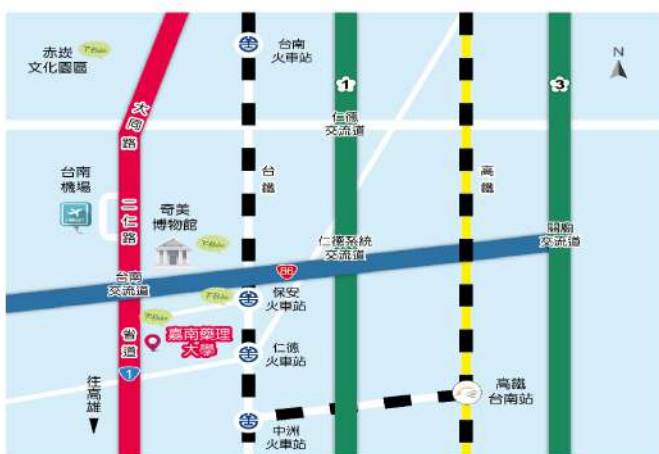 赤崁
文化園區
台南
火車站
N
1
3
大同路
仁德
交流道
台南
機場
台鐵
高鐵
二仁路
奇美
博物館
仁德系統
交流道
關廟
交流道
台南
交流道
86
保安
火車站
省道
嘉南藥理
大學
仁德
火車站
1
往高雄
高鐵
台南站
中洲
火車站